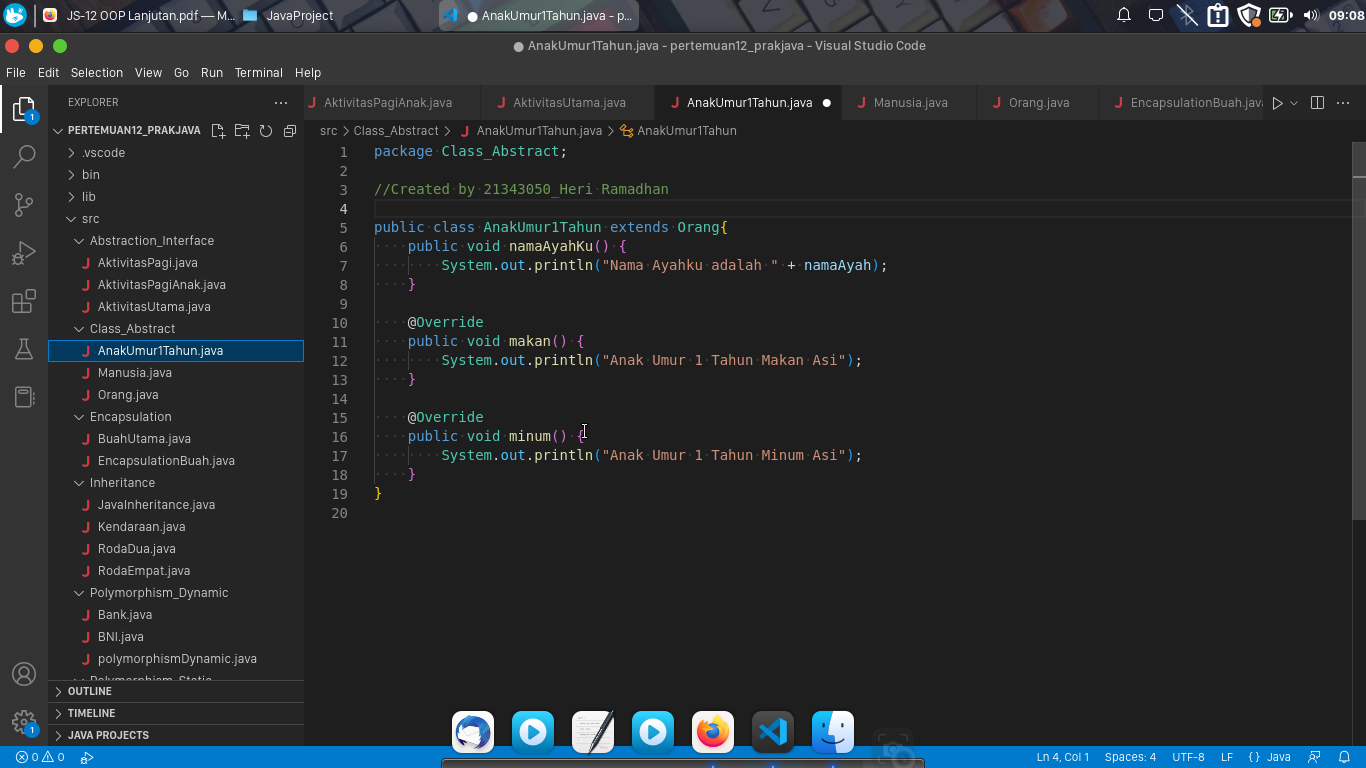 JS-12 OOP Lanjutan.pdf — M...
JavaProject
● AnakUmur1Tahun.java - p...
09:08
● AnakUmur1Tahun.java - pertemuan12_prakjava - Visual Studio Code
File Edit Selection View Go Run Terminal Help
EXPLORER
AktivitasPagiAnak.java
AktivitasUtama.java
AnakUmur1Tahun.java ●
Manusia.java
Orang.java
EncapsulationBuah.java
1
PERTEMUAN12_PRAKJAVA
.vscode
bin
lib
src
Abstraction_Interface
AktivitasPagi.java
AktivitasPagiAnak.java
AktivitasUtama.java
Class_Abstract
AnakUmur1Tahun.java
Manusia.java
Orang.java
Encapsulation
BuahUtama.java
EncapsulationBuah.java
Inheritance
JavaInheritance.java
Kendaraan.java
RodaDua.java
RodaEmpat.java
Polymorphism_Dynamic
Bank.java
BNI.java
polymorphismDynamic.java
Polymorphism_Static
OUTLINE
TIMELINE
JAVA PROJECTS
1
src > Class_Abstract > AnakUmur1Tahun.java > AnakUmur1Tahun
1 package Class_Abstract;
2
3 //Created by 21343050_Heri Ramadhan
4
5 public class AnakUmur1Tahun extends Orang{
6 public void namaAyahKu() {
7 System.out.println("Nama Ayahku adalah " + namaAyah);
8 }
9
10 @Override
11 public void makan() {
12 System.out.println("Anak Umur 1 Tahun Makan Asi");
13 }
14
15 @Override
16 public void minum() {
17 System.out.println("Anak Umur 1 Tahun Minum Asi");
18 }
19 }
20
0 0
Ln 4, Col 1 Spaces: 4 UTF-8 LF {} Java